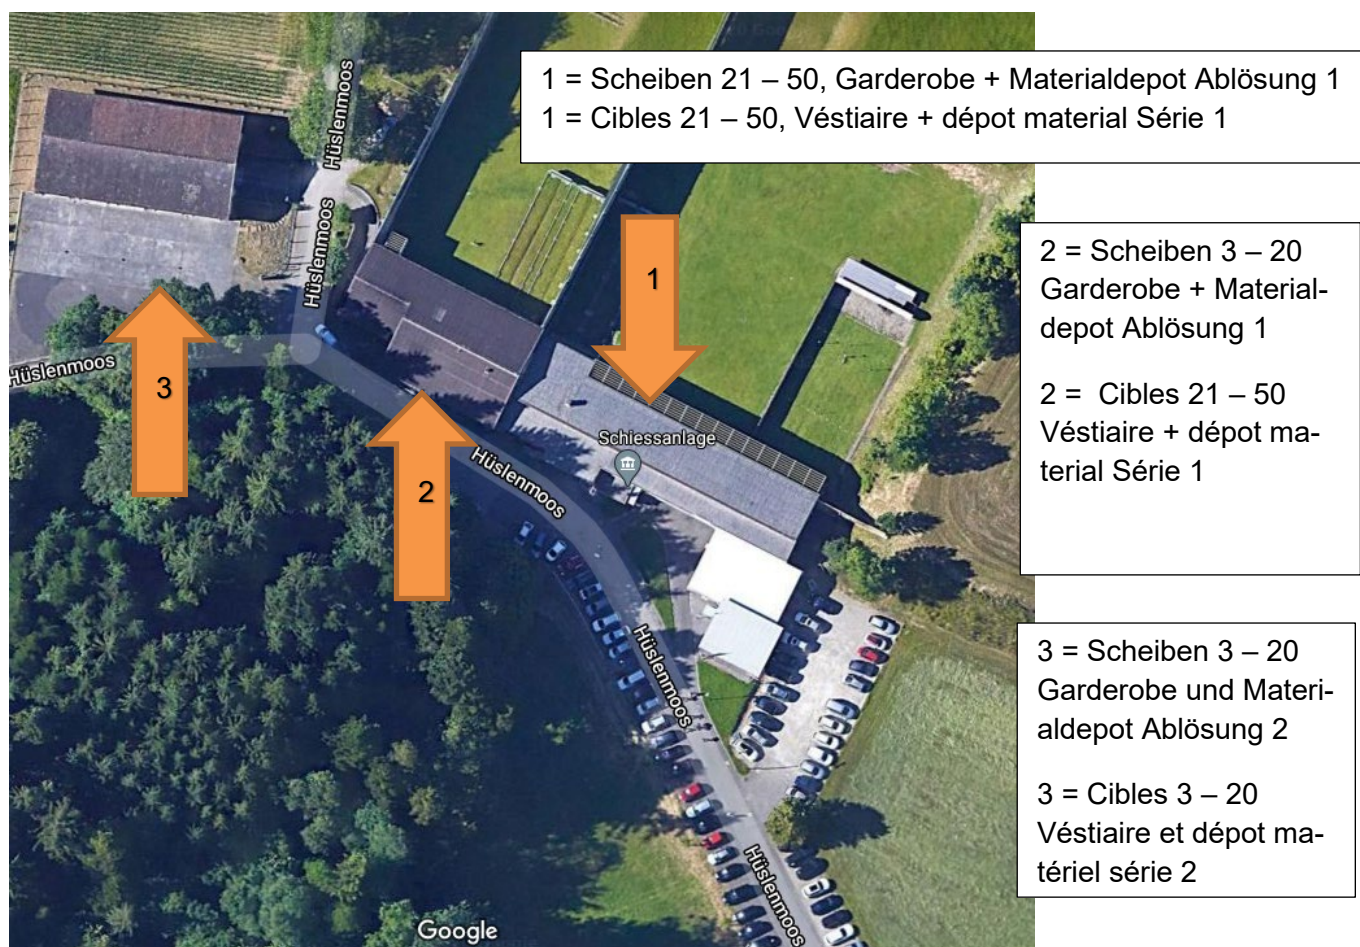 1 = Scheiben 21 – 50, Garderobe + Materialdepot Ablösung 1
1 = Cibles 21 – 50, Véstiaire + dépot material Série 1
2 = Scheiben 3 – 20
Garderobe + Material-
depot Ablösung 1
2 =  Cibles 21 – 50
Véstiaire + dépot ma-
terial Série 1
3 = Scheiben 3 – 20
Garderobe und Materi-
aldepot Ablösung 2
3 = Cibles 3 – 20
Véstiaire et dépot ma-
tériel série 2
Hüslenmoos
Hüslenmoos
Hüslenmoos
Hüslenmoos
1
3
2
Schiessanlage
Hüslenmoos
Hüslenmoos
Hüslenmoos
Google